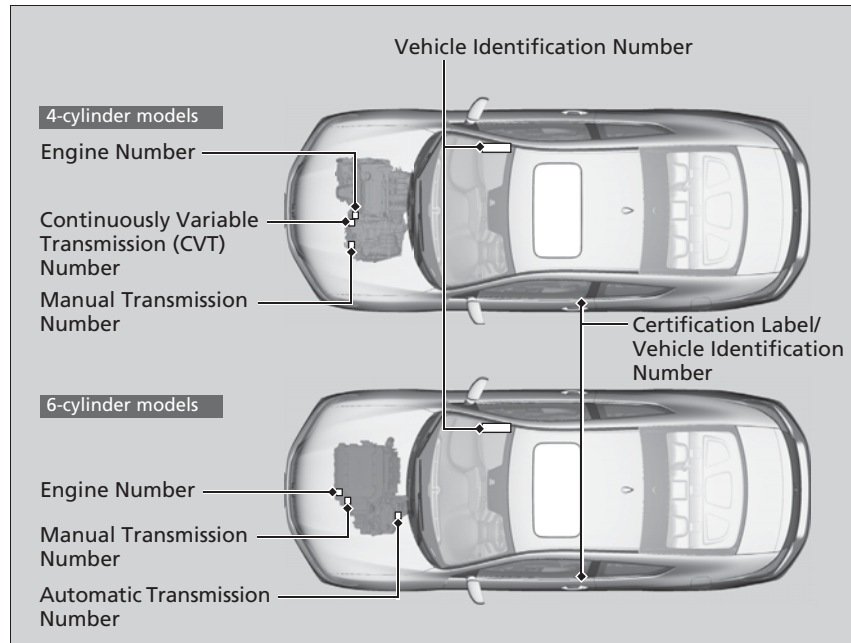 Vehicle Identification Number
4-cylinder models
Engine Number
Continuously Variable
Transmission (CVT)
Number
Manual Transmission
Number
Certification Label/
Vehicle Identification
Number
6-cylinder models
Engine Number
Manual Transmission
Number
Automatic Transmission
Number